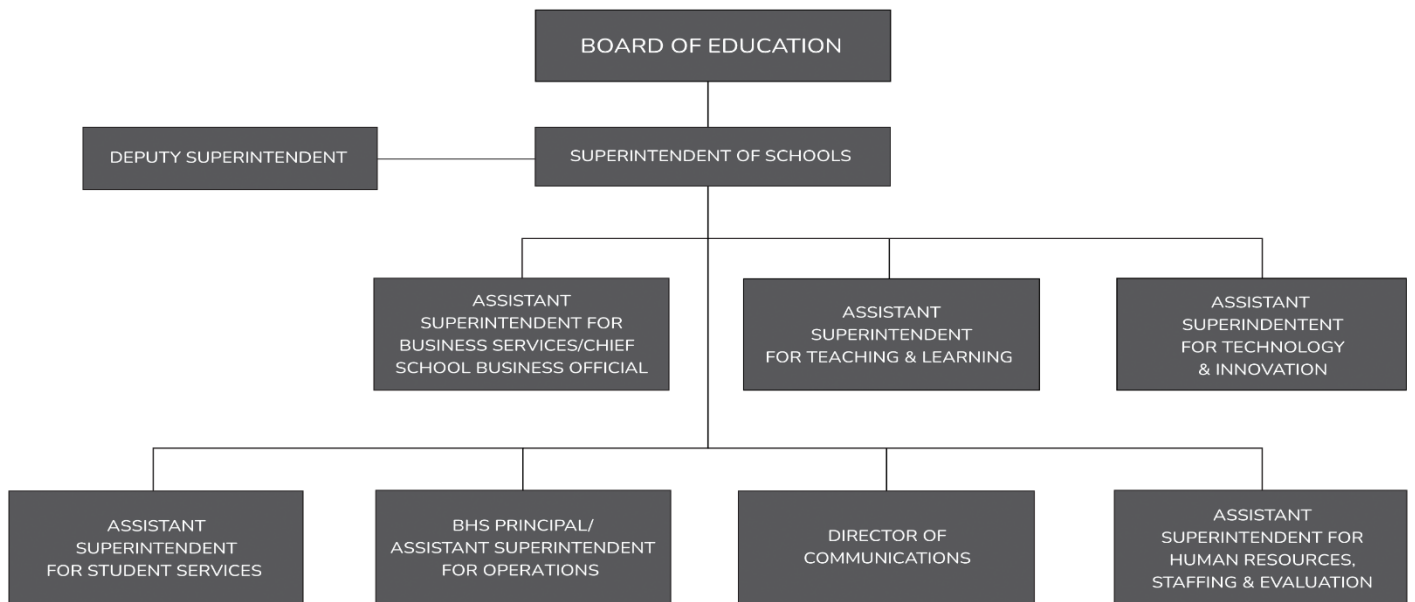 BOARD OF EDUCATION
DEPUTY SUPERINTENDENT
SUPERINTENDENT OF SCHOOLS
ASSISTANT
SUPERINTENDENT FOR
BUSINESS SERVICES/CHIEF
SCHOOL BUSINESS OFFICIAL
ASSISTANT
SUPERINTENDENT
FOR TEACHING & LEARNING
ASSISTANT
SUPERINDENTENT
FOR TECHNOLOGY
& INNOVATION
ASSISTANT
SUPERINTENDENT
FOR STUDENT SERVICES
BHS PRINCIPAL/
ASSISTANT SUPERINTENDENT
FOR OPERATIONS
DIRECTOR OF
COMMUNICATIONS
ASSISTANT
SUPERINTENDENT FOR
HUMAN RESOURCES,
STAFFING & EVALUATION